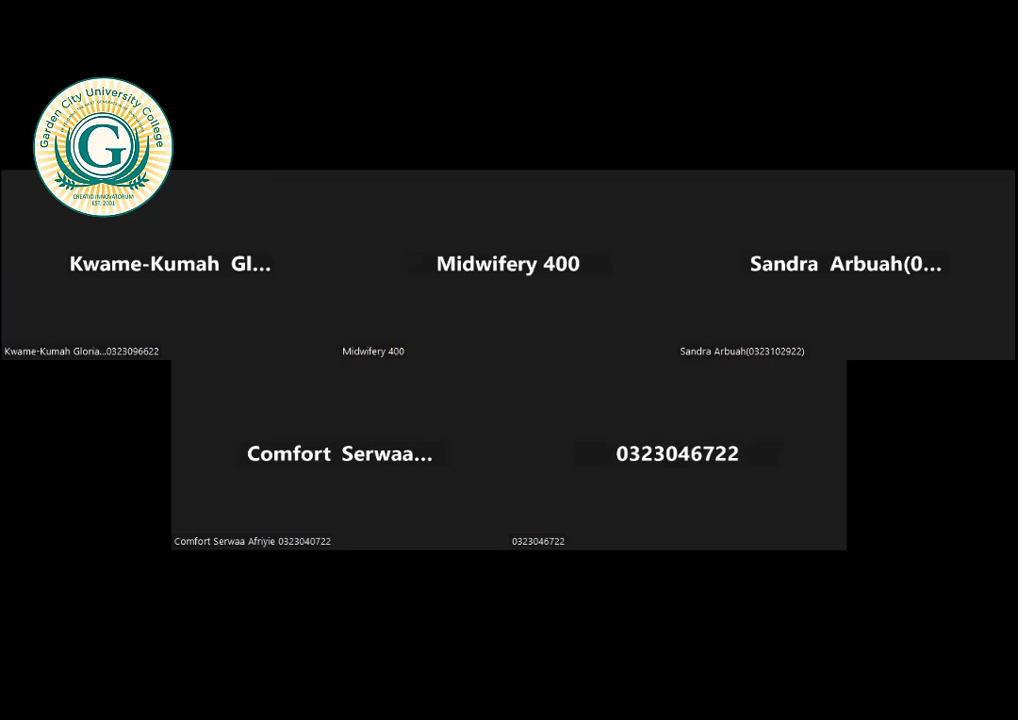 Garden City University College
G
CREATIO INNOVATORUM
EST. 2001
Kwame-Kumah Gl...
Midwifery 400
Sandra Arbuah(0...
Kwame-Kumah Gloria...0323096622
Midwifery 400
Sandra Arbuah(0323102922)
Comfort Serwaa...
0323046722
Comfort Serwaa Afriyie 0323040722
0323046722